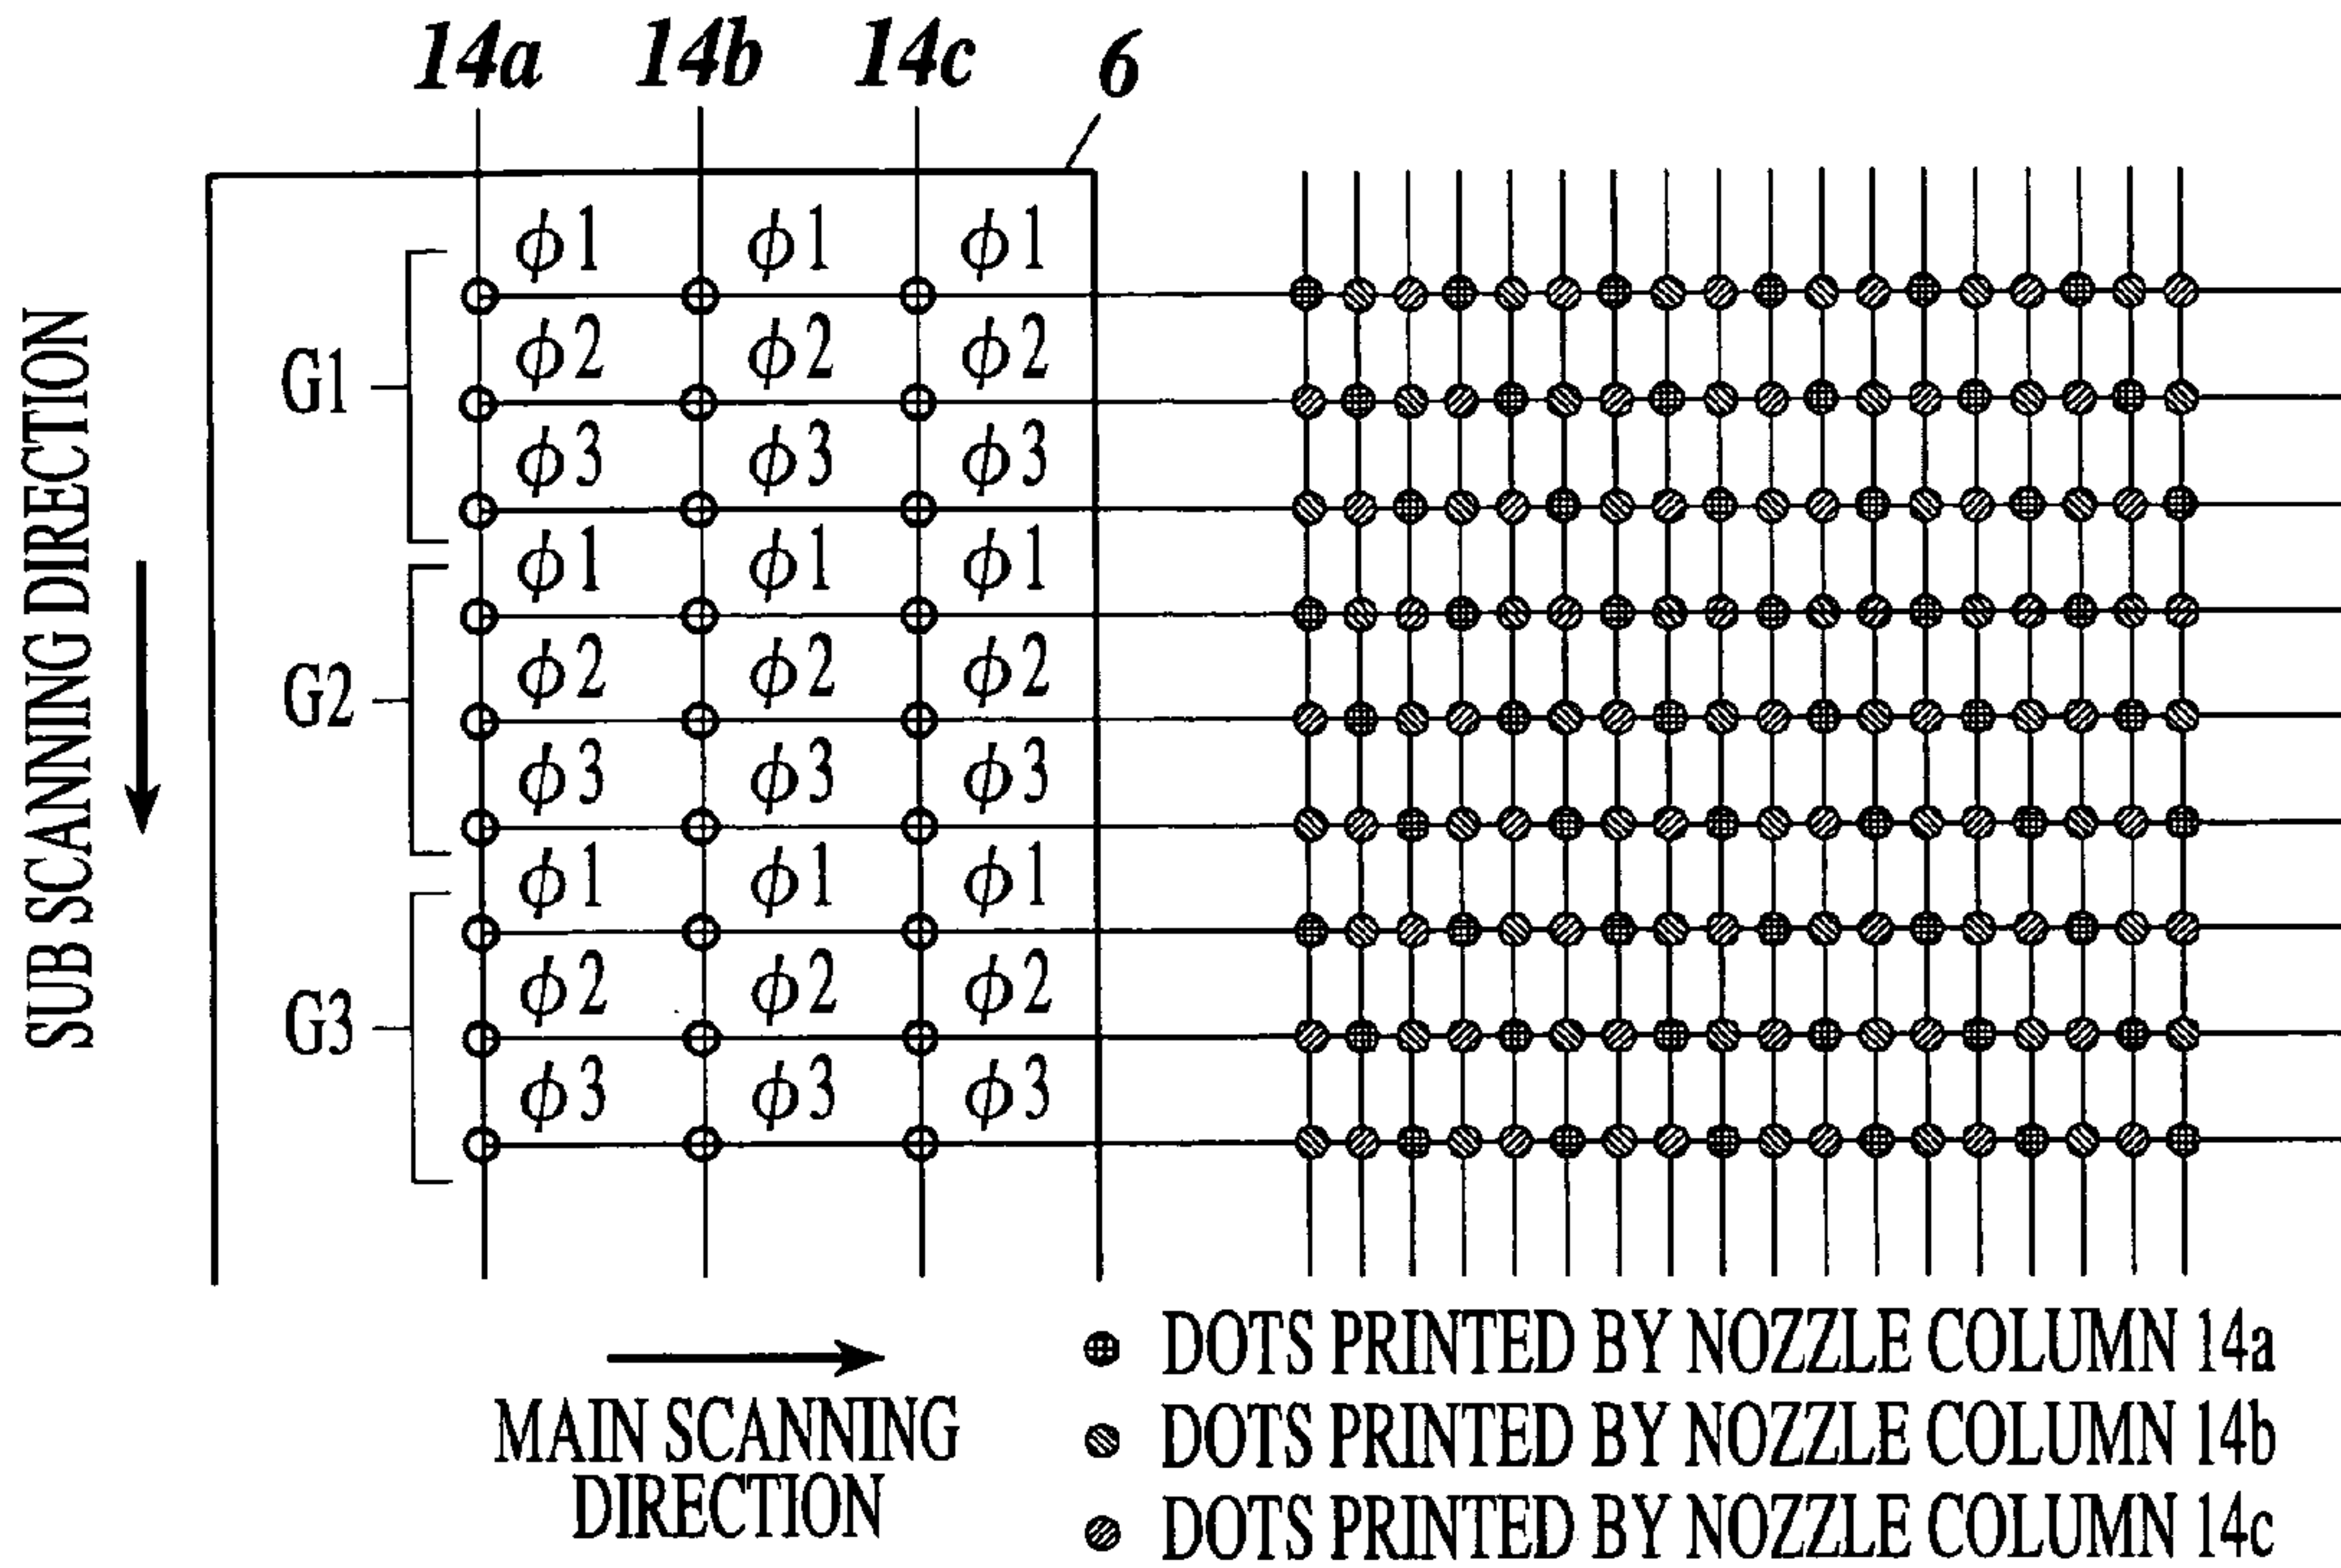 14a 14b 14c 6
ϕ1 ϕ1 ϕ1
ϕ2 ϕ2 ϕ2
G1
ϕ3 ϕ3 ϕ3
ϕ1 ϕ1 ϕ1
ϕ2 ϕ2 ϕ2
G2
ϕ3 ϕ3 ϕ3
ϕ1 ϕ1 ϕ1
ϕ2 ϕ2 ϕ2
G3
ϕ3 ϕ3 ϕ3
SUB SCANNING DIRECTION
MAIN SCANNING
DIRECTION
DOTS PRINTED BY NOZZLE COLUMN 14a
DOTS PRINTED BY NOZZLE COLUMN 14b
DOTS PRINTED BY NOZZLE COLUMN 14c